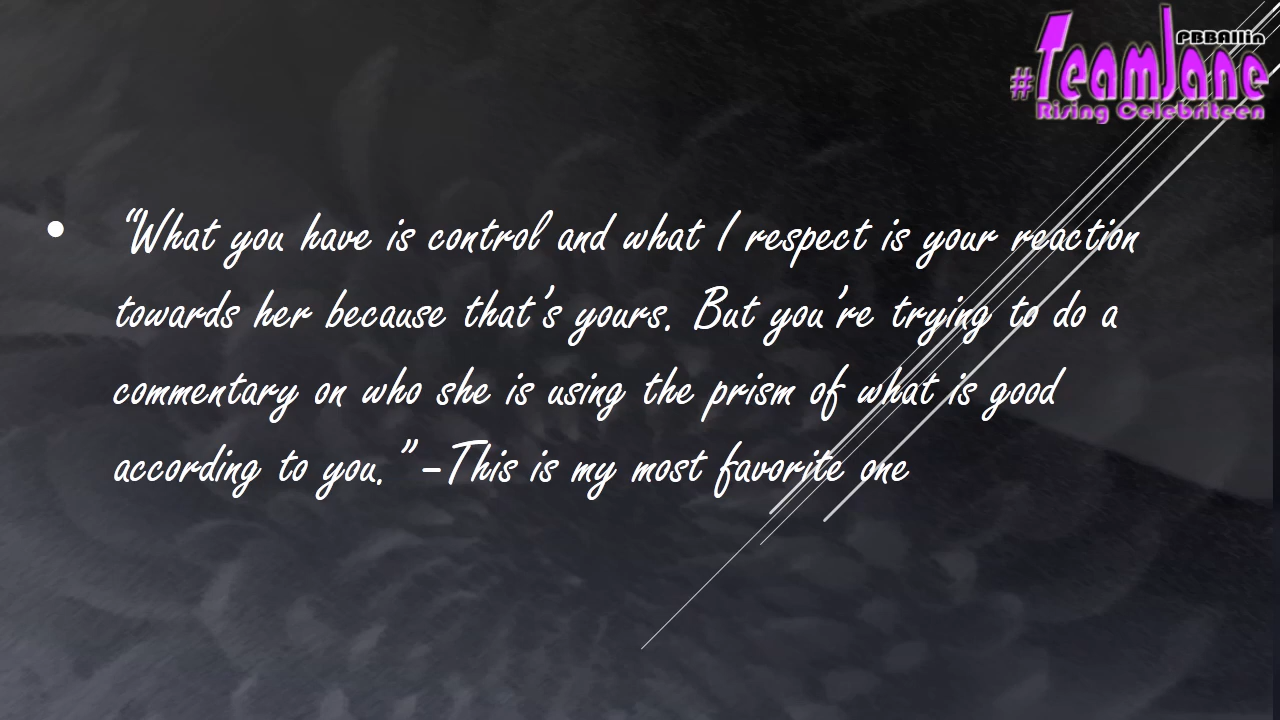 PBBAllin
#TeamJane
Rising Celebriteen
• “What you have is control and what I respect is your reaction
towards her because that’s yours. But you’re trying to do a
commentary on who she is using the prism of what is good
according to you.” –This is my most favorite one